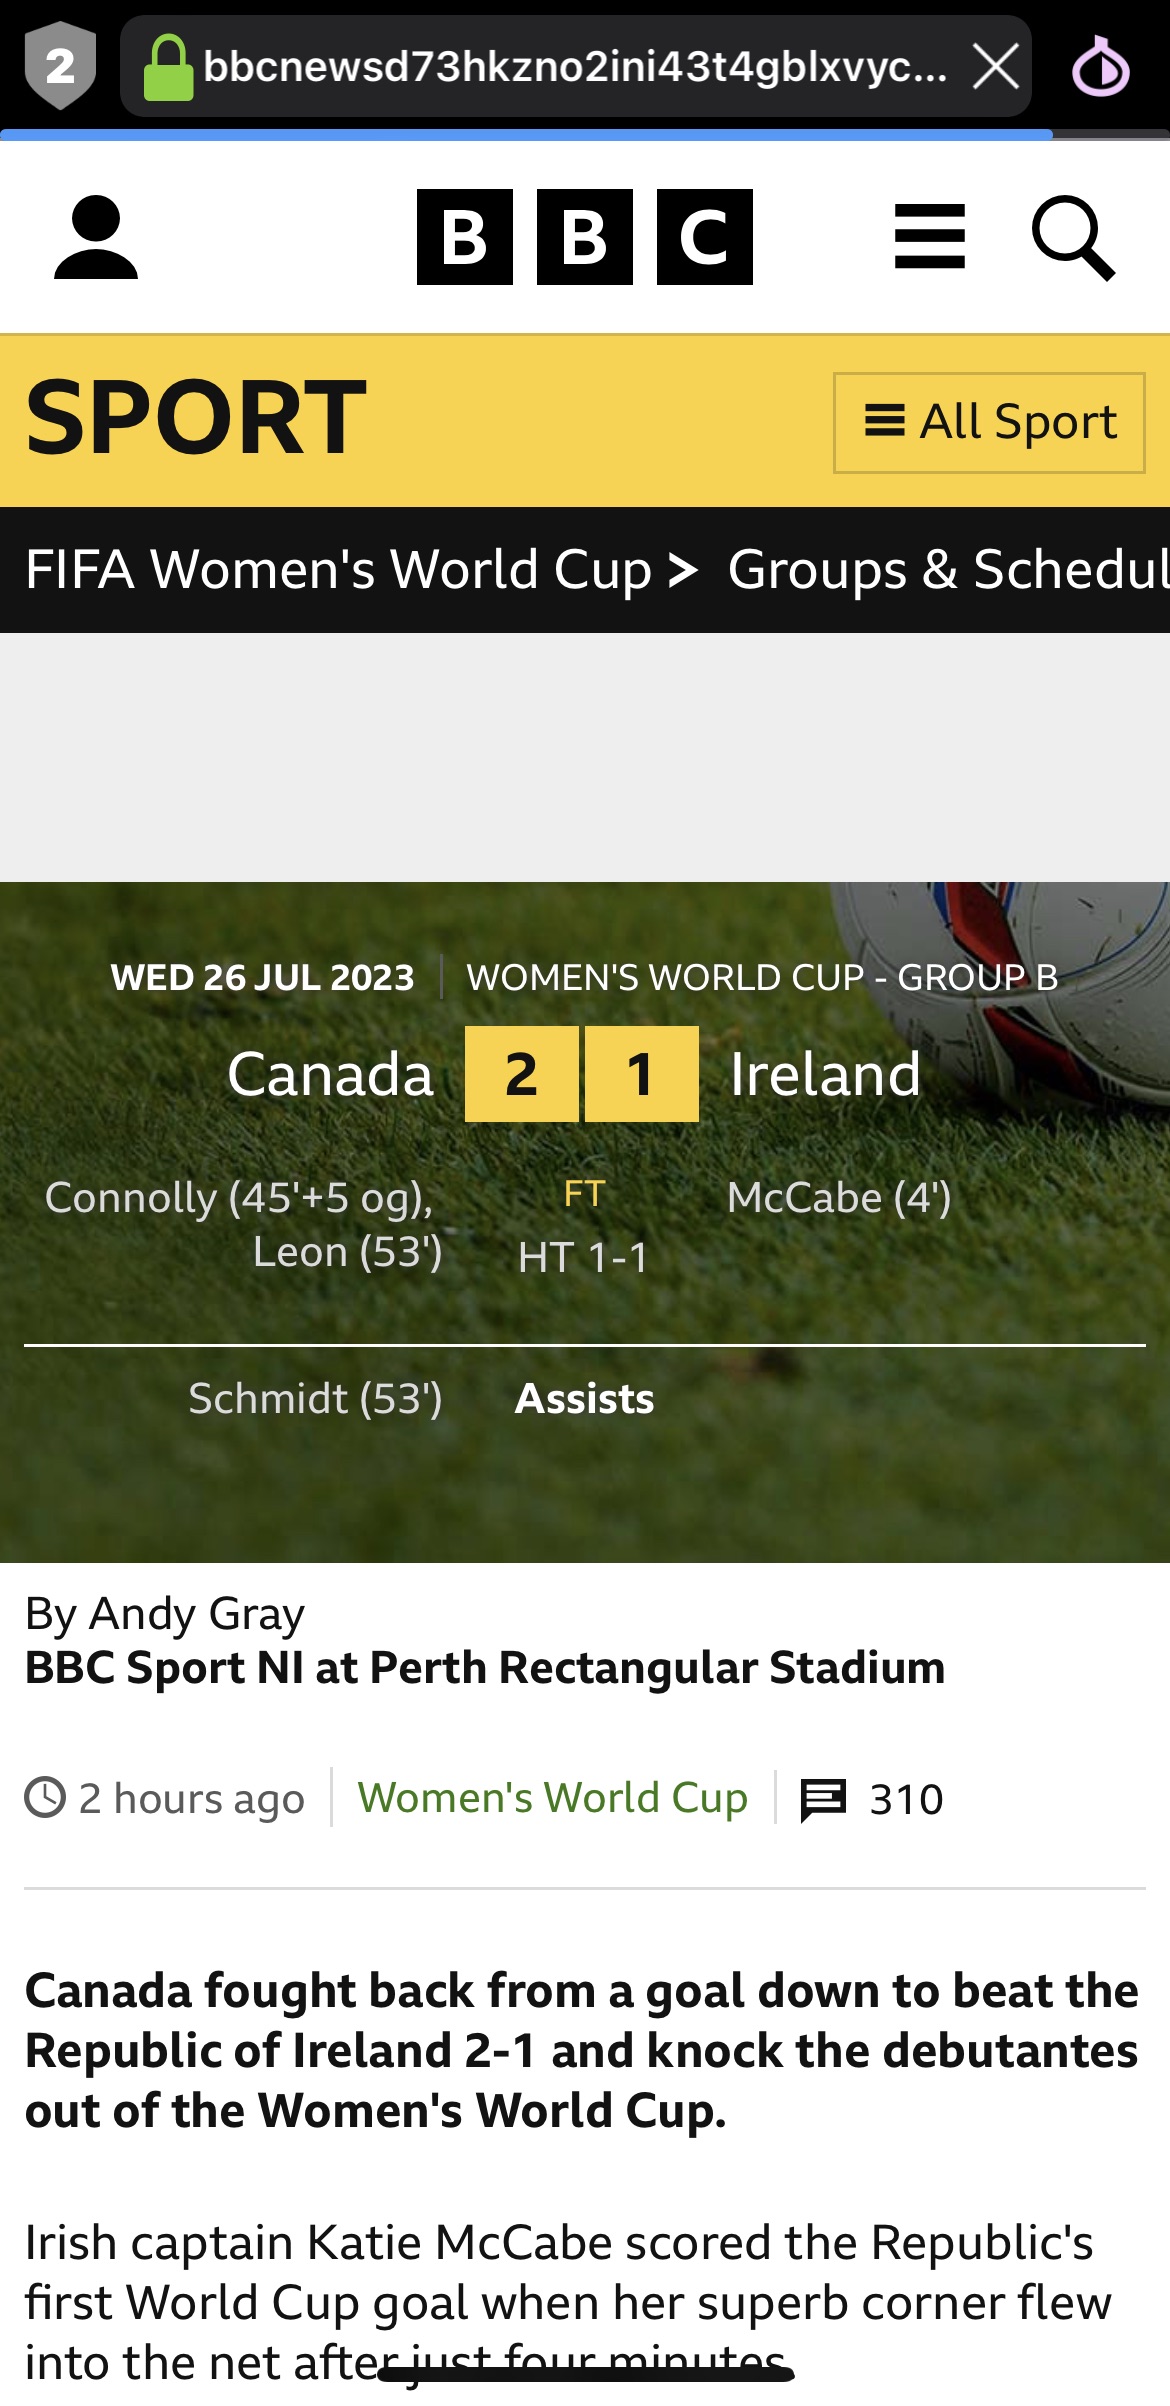 2
bbcnewsd73hkzno2ini43t4gblxvyc...
BBC
SPORT
All Sport
FIFA Women's World Cup > Groups & Schedul
WED 26 JUL 2023 WOMEN'S WORLD CUP - GROUP B
Canada 2 1 Ireland
Connolly (45'+5 og), FT McCabe (4')
Leon (53') HT 1-1
Schmidt (53') Assists
By Andy Gray
BBC Sport NI at Perth Rectangular Stadium
2 hours ago Women's World Cup 310
Canada fought back from a goal down to beat the
Republic of Ireland 2-1 and knock the debutantes
out of the Women's World Cup.
Irish captain Katie McCabe scored the Republic's
first World Cup goal when her superb corner flew
into the net after just four minutes.